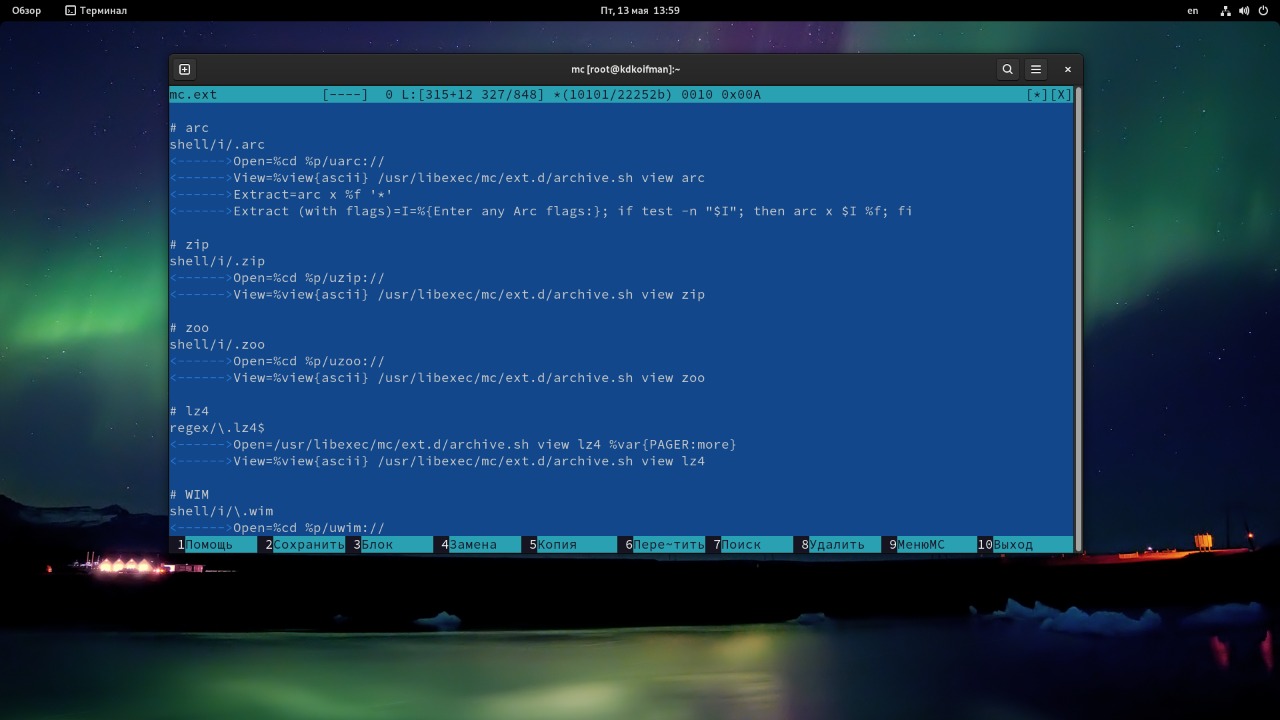 Обзор Терминал Пт, 13 мая 13:59 en
mc [root@kdkoifman]:~
mc.ext [----] 0 L:[315+12 327/848] *(10101/22252b) 0010 0x00A [*][X]
# arc
shell/i/.arc
<------>Open=%cd %p/uarc://
<------>View=%view{ascii} /usr/libexec/mc/ext.d/archive.sh view arc
<------>Extract=arc x %f '*'
<------>Extract (with flags)=I=%{Enter any Arc flags:}; if test -n "$I"; then arc x $I %f; fi
# zip
shell/i/.zip
<------>Open=%cd %p/uzip://
<------>View=%view{ascii} /usr/libexec/mc/ext.d/archive.sh view zip
# zoo
shell/i/.zoo
<------>Open=%cd %p/uzoo://
<------>View=%view{ascii} /usr/libexec/mc/ext.d/archive.sh view zoo
# lz4
regex/\.lz4$
<------>Open=/usr/libexec/mc/ext.d/archive.sh view lz4 %var{PAGER:more}
<------>View=%view{ascii} /usr/libexec/mc/ext.d/archive.sh view lz4
# WIM
shell/i/\.wim
<------>Open=%cd %p/uwim://
1Помощь 2Сохранить 3Блок 4Замена 5Копия 6Пере~тить 7Поиск 8Удалить 9МенюMC 10Выход